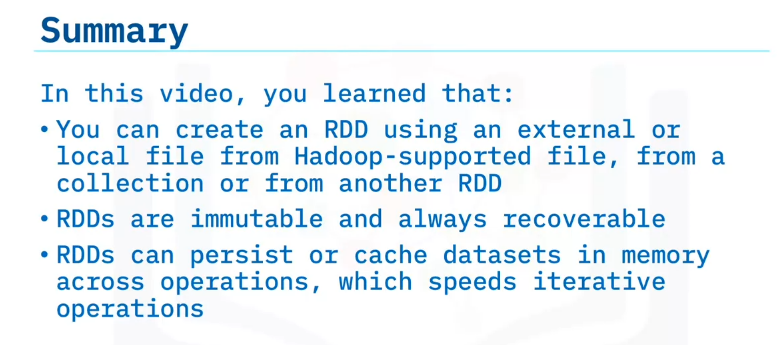 Summary
In this video, you learned that:
• You can create an RDD using an external or
local file from Hadoop-supported file, from a
collection or from another RDD
• RDDs are immutable and always recoverable
• RDDs can persist or cache datasets in memory
across operations, which speeds iterative
operations